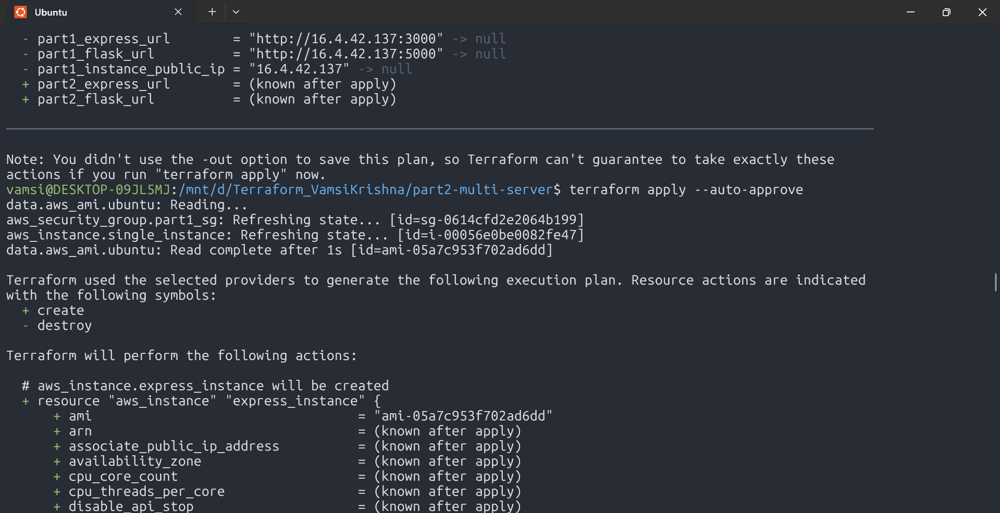 Ubuntu
- part1_express_url        = "http://16.4.42.137:3000" -> null
- part1_flask_url          = "http://16.4.42.137:5000" -> null
- part1_instance_public_ip = "16.4.42.137" -> null
+ part2_express_url        = (known after apply)
+ part2_flask_url          = (known after apply)
Note: You didn't use the -out option to save this plan, so Terraform can't guarantee to take exactly these
actions if you run "terraform apply" now.
vamsi@DESKTOP-09JL5MJ:/mnt/d/Terraform_VamsiKrishna/part2-multi-server$ terraform apply --auto-approve
data.aws_ami.ubuntu: Reading...
aws_security_group.part1_sg: Refreshing state... [id=sg-0614cfd2e2064b199]
aws_instance.single_instance: Refreshing state... [id=i-00056e0be0082fe47]
data.aws_ami.ubuntu: Read complete after 1s [id=ami-05a7c953f702ad6dd]
Terraform used the selected providers to generate the following execution plan. Resource actions are indicated
with the following symbols:
+ create
- destroy
Terraform will perform the following actions:
# aws_instance.express_instance will be created
+ resource "aws_instance" "express_instance" {
+ ami                                  = "ami-05a7c953f702ad6dd"
+ arn                                  = (known after apply)
+ associate_public_ip_address          = (known after apply)
+ availability_zone                    = (known after apply)
+ cpu_core_count                       = (known after apply)
+ cpu_threads_per_core                 = (known after apply)
+ disable_api_stop                     = (known after apply)